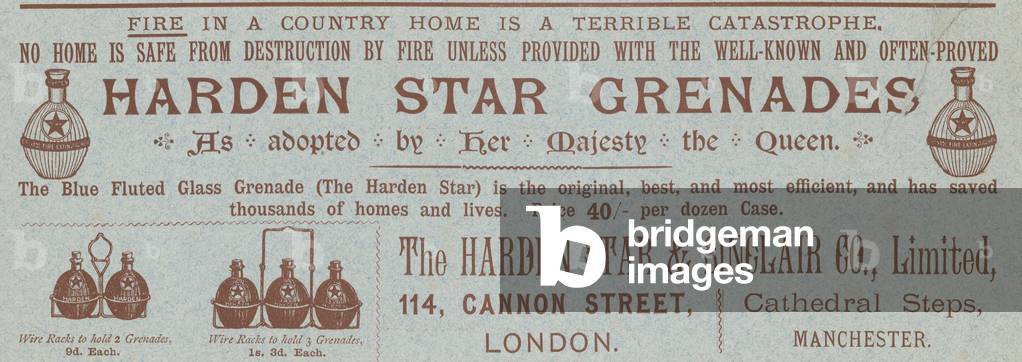 FIRE IN A COUNTRY HOME IS A TERRIBLE CATASTROPHE.
NO HOME IS SAFE FROM DESTRUCTION BY FIRE UNLESS PROVIDED WITH THE WELL-KNOWN AND OFTEN-PROVED
HARDEN STAR GRENADES,
As adopted by Her Majesty the Queen.
The Blue Fluted Glass Grenade (The Harden Star) is the original, best, and most efficient, and has saved
thousands of homes and lives. Price 40/- per dozen Case.
HARDEN HARDEN
Wire Racks to hold 2 Grenades,
9d. Each.
Wire Racks to hold 3 Grenades,
1s. 3d. Each.
The HARDEN STAR & SINCLAIR CO., Limited,
114, CANNON STREET,
LONDON.
Cathedral Steps,
MANCHESTER.
b bridgeman
images